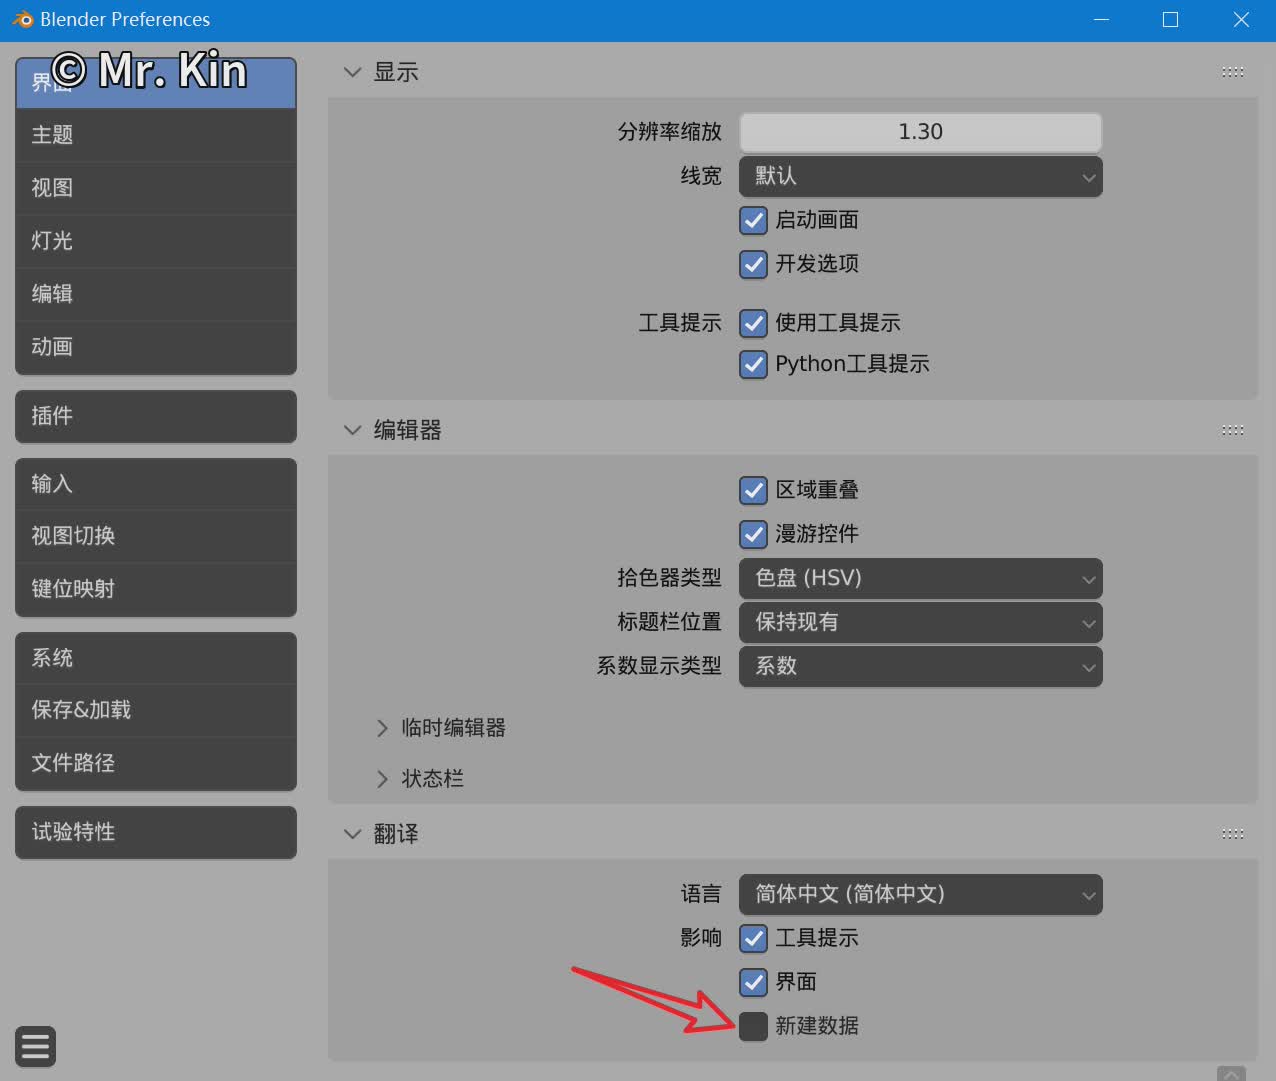 Blender Preferences
© Mr. Kin
界面
主题
视图
灯光
编辑
动画
插件
输入
视图切换
键位映射
系统
保存&加载
文件路径
试验特性
显示
分辨率缩放 1.30
线宽 默认
启动画面
开发选项
工具提示 使用工具提示
Python工具提示
编辑器
区域重叠
漫游控件
拾色器类型 色盘 (HSV)
标题栏位置 保持现有
系数显示类型 系数
临时编辑器
状态栏
翻译
语言 简体中文 (简体中文)
影响 工具提示
界面
新建数据